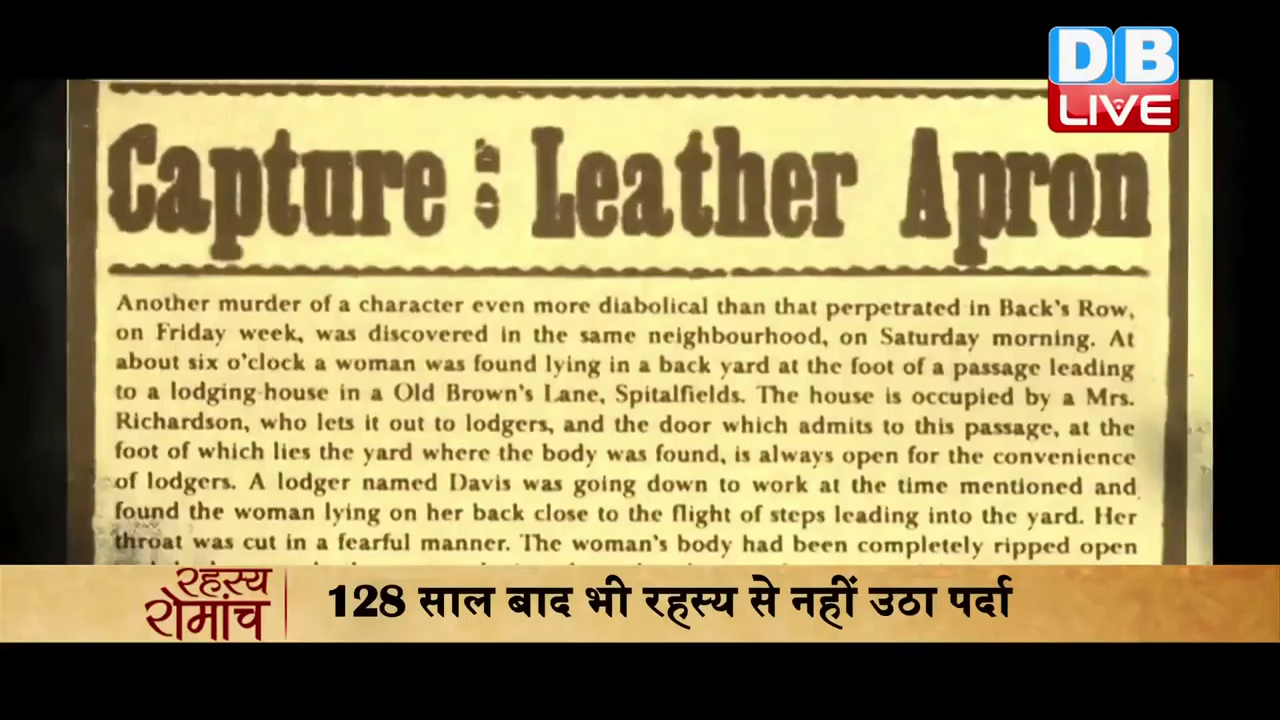 DB
LIVE
Capture : Leather Apron
Another murder of a character even more diabolical than that perpetrated in Back's Row,
on Friday week, was discovered in the same neighbourhood, on Saturday morning. At
about six o'clock a woman was found lying in a back yard at the foot of a passage leading
to a lodging-house in a Old Brown's Lane, Spitalfields. The house is occupied by a Mrs.
Richardson, who lets it out to lodgers, and the door which admits to this passage, at the
foot of which lies the yard where the body was found, is always open for the convenience
of lodgers. A lodger named Davis was going down to work at the time mentioned and
found the woman lying on her back close to the flight of steps leading into the yard. Her
throat was cut in a fearful manner. The woman's body had been completely ripped open
रहस्य
रोमांच
128 साल बाद भी रहस्य से नहीं उठा पर्दा